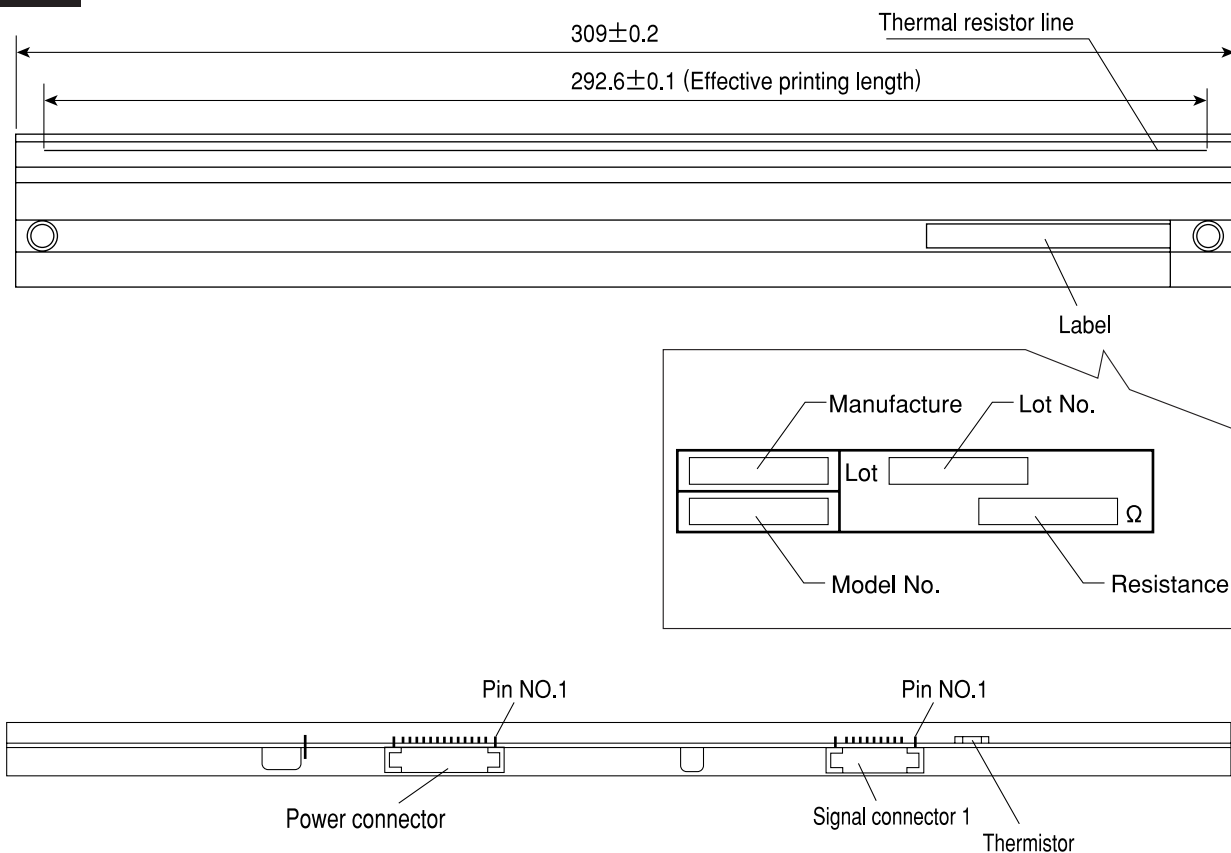 Thermal resistor line
309±0.2
292.6±0.1 (Effective printing length)
Label
Manufacture
Lot No.
Lot
Ω
Model No.
Resistance
Pin NO.1
Pin NO.1
Power connector
Signal connector 1
Thermistor